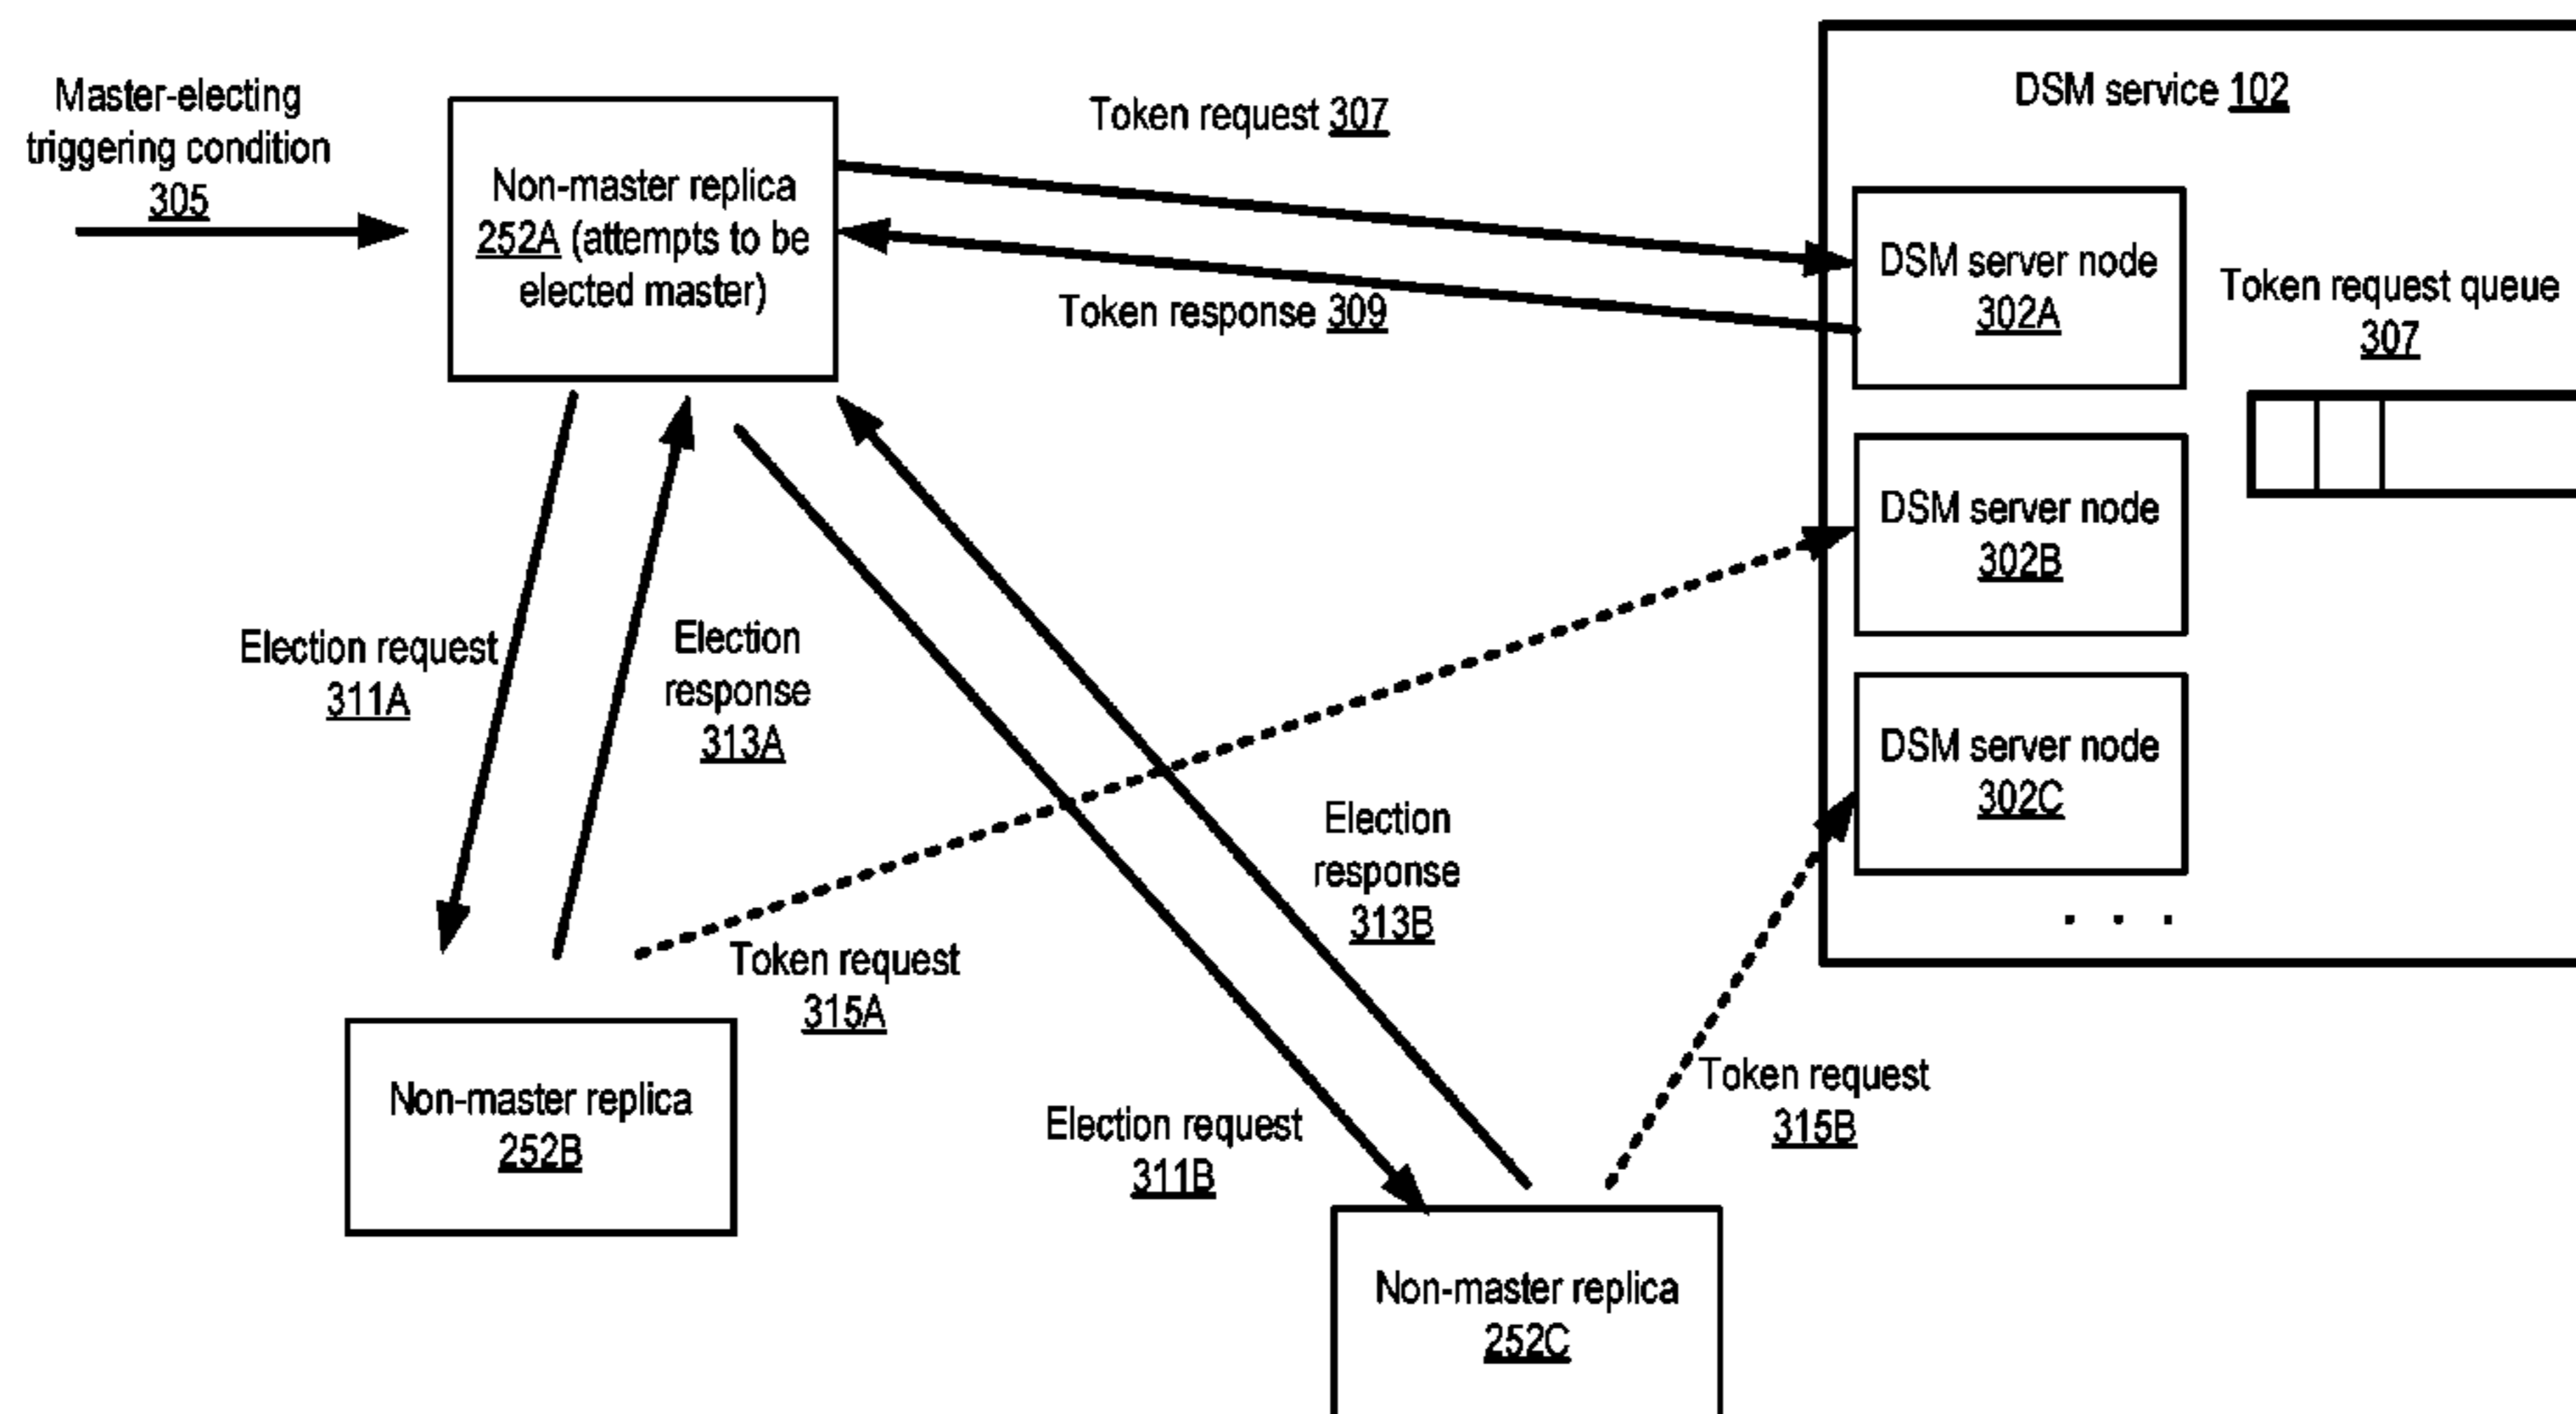 Master-electing
triggering condition
305
Non-master replica
252A (attempts to be
elected master)
Token request 307
Token response 309
DSM service 102
DSM server node
302A
Token request queue
307
DSM server node
302B
DSM server node
302C
. . .
Election request
311A
Election
response
313A
Election
response
313B
Token request
315A
Token request
315B
Election request
311B
Non-master replica
252B
Non-master replica
252C